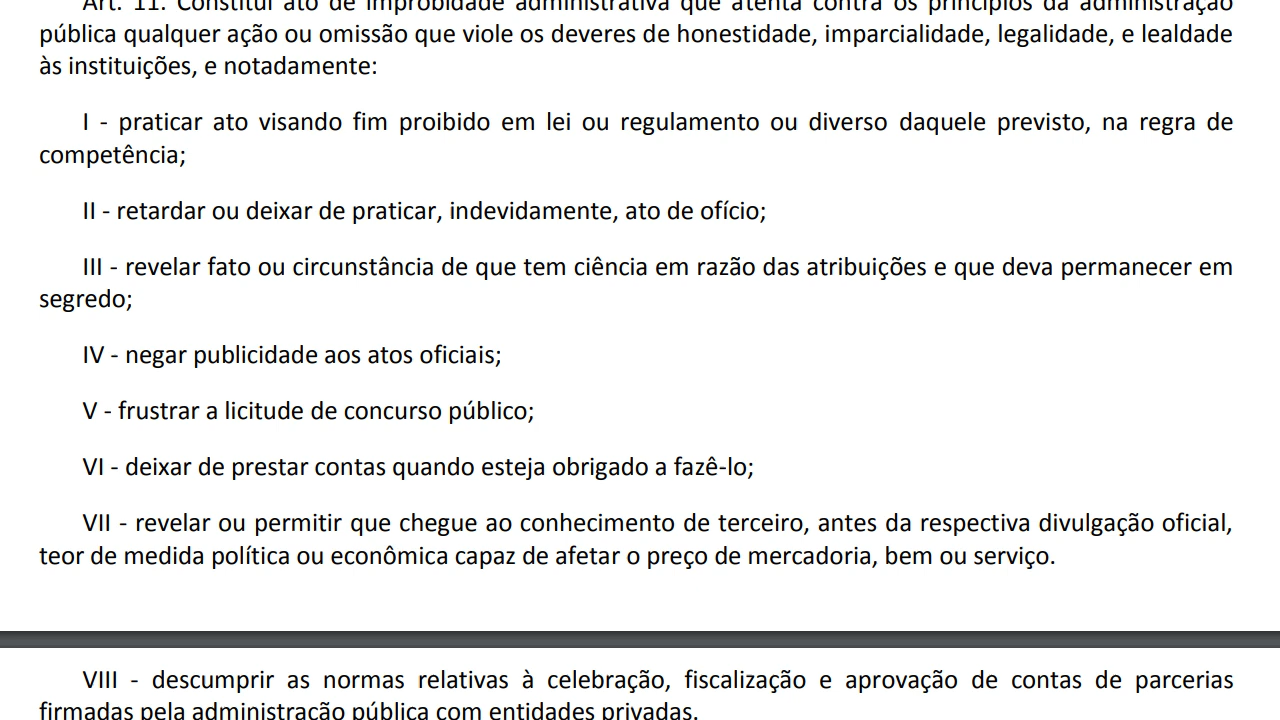 Art. 11. Constitui ato de improbidade administrativa que atenta contra os princípios da administração
pública qualquer ação ou omissão que viole os deveres de honestidade, imparcialidade, legalidade, e lealdade
às instituições, e notadamente:
I - praticar ato visando fim proibido em lei ou regulamento ou diverso daquele previsto, na regra de
competência;
II - retardar ou deixar de praticar, indevidamente, ato de ofício;
III - revelar fato ou circunstância de que tem ciência em razão das atribuições e que deva permanecer em
segredo;
IV - negar publicidade aos atos oficiais;
V - frustrar a licitude de concurso público;
VI - deixar de prestar contas quando esteja obrigado a fazê-lo;
VII - revelar ou permitir que chegue ao conhecimento de terceiro, antes da respectiva divulgação oficial,
teor de medida política ou econômica capaz de afetar o preço de mercadoria, bem ou serviço.
VIII - descumprir as normas relativas à celebração, fiscalização e aprovação de contas de parcerias
firmadas pela administração pública com entidades privadas.